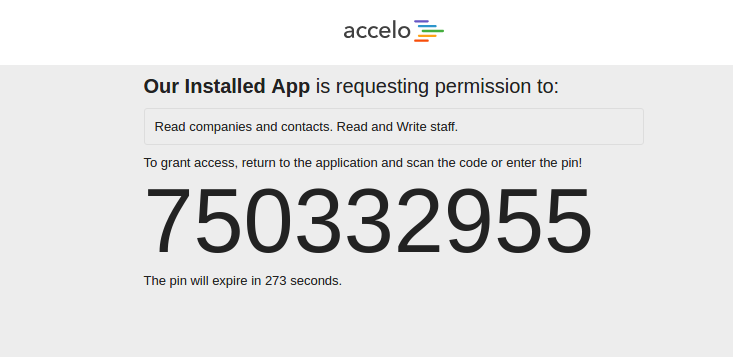 accelo
Our Installed App is requesting permission to:
Read companies and contacts. Read and Write staff.
To grant access, return to the application and scan the code or enter the pin!
750332955
The pin will expire in 273 seconds.